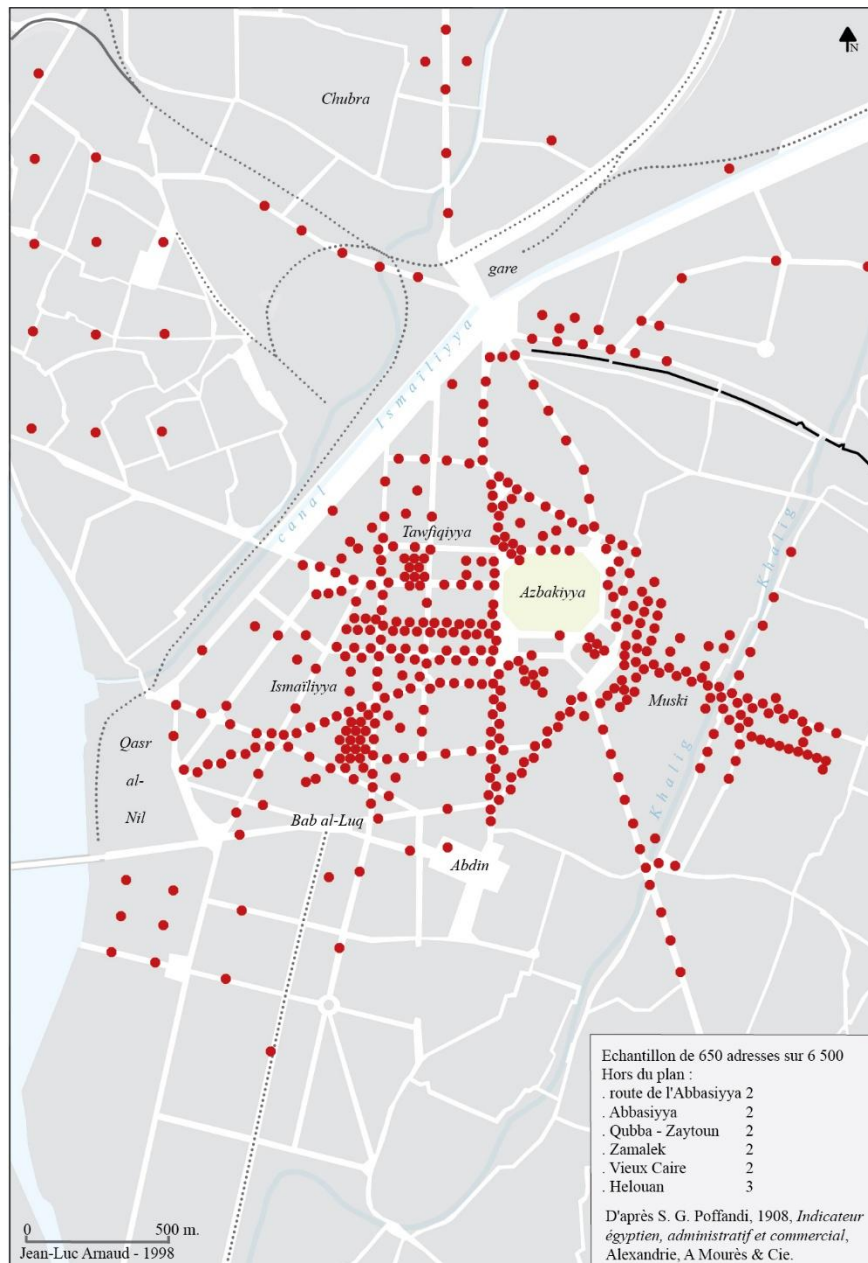 N
Chubra
gare
canal Ismaïliyya
Tawfiqiyya
Azbakiyya
Khalig
Ismaïliyya
Muski
Qasr
al-
Nil
Khalig
Bab al-Luq
Abdin
Echantillon de 650 adresses sur 6 500
Hors du plan :
. route de l'Abbasiyya 2
. Abbasiyya 2
. Qubba - Zaytoun 2
. Zamalek 2
. Vieux Caire 2
. Helouan 3
D'après S. G. Poffandi, 1908, Indicateur
égyptien, administratif et commercial,
Alexandrie, A Mourès & Cie.
0 500 m.
Jean-Luc Arnaud - 1998